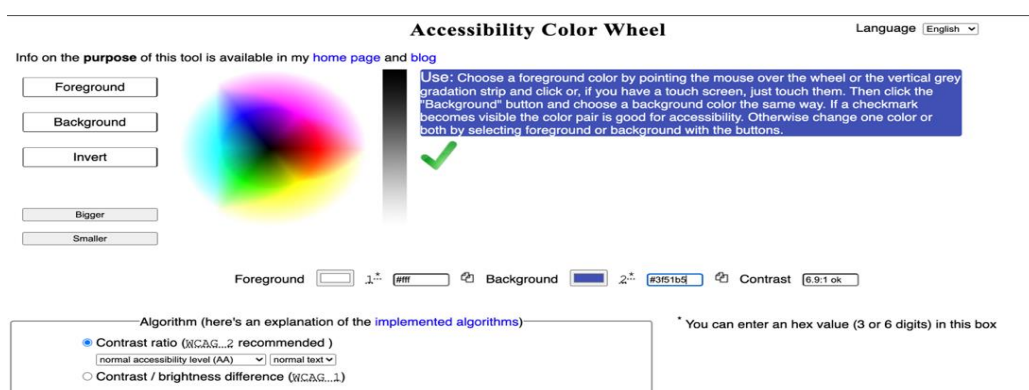 Accessibility Color Wheel
Language English
Info on the purpose of this tool is available in my home page and blog
Foreground
Background
Invert
Bigger
Smaller
Use: Choose a foreground color by pointing the mouse over the wheel or the vertical grey
gradation strip and click or, if you have a touch screen, just touch them. Then click the
"Background" button and choose a background color the same way. If a checkmark
becomes visible the color pair is good for accessibility. Otherwise change one color or
both by selecting foreground or background with the buttons.
Foreground 1.* #fff Background 2.* #3f51b5 Contrast 6.9:1 ok
Algorithm (here's an explanation of the implemented algorithms)
Contrast ratio (WCAG 2 recommended )
normal accessibility level (AA) normal text
Contrast / brightness difference (WCAG 1)
* You can enter an hex value (3 or 6 digits) in this box